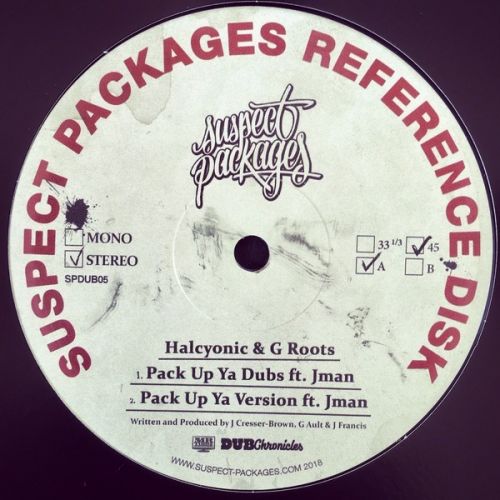 SUSPECT PACKAGES REFERENCE DISK
suspect
packages
MONO
STEREO
SPDUB05
33 1/3
45
A
B
Halcyonic & G Roots
1. Pack Up Ya Dubs ft. Jman
2. Pack Up Ya Version ft. Jman
Written and Produced by J Cresser-Brown, G Ault & J Francis
DUBChronicles
WWW.SUSPECT-PACKAGES.COM 2018